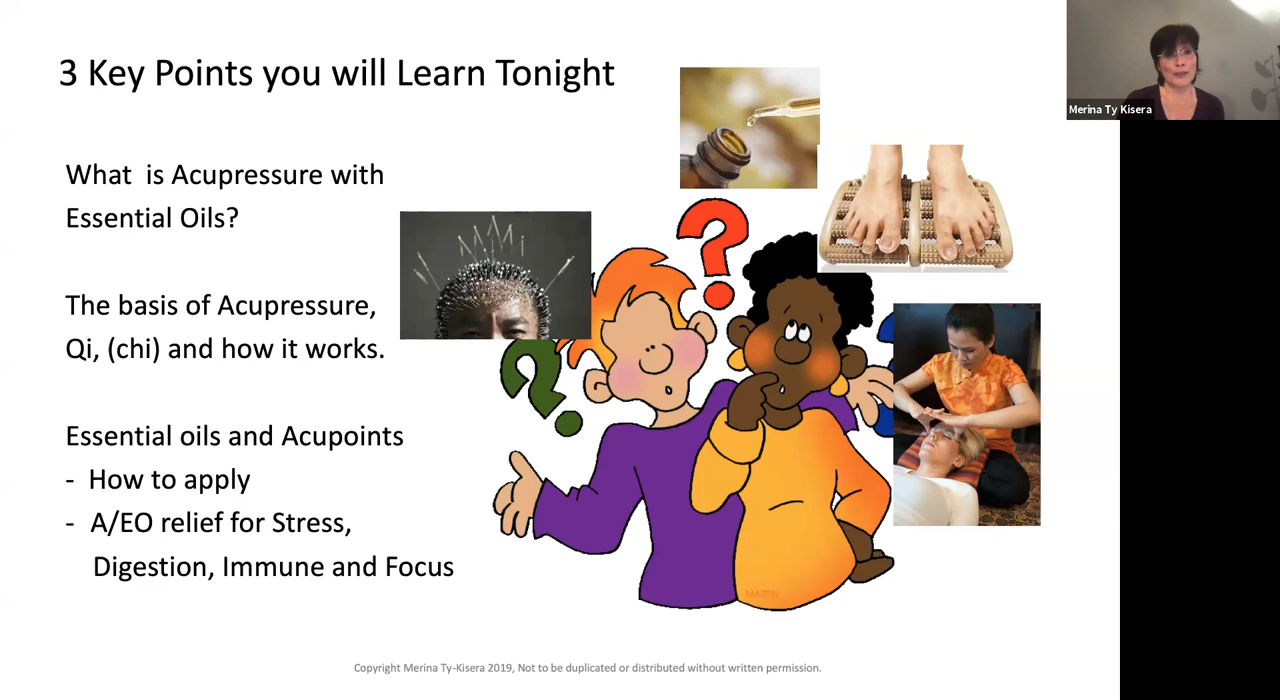 3 Key Points you will Learn Tonight
Merina Ty Kisera
What is Acupressure with
Essential Oils?
The basis of Acupressure,
Qi, (chi) and how it works.
Essential oils and Acupoints
- How to apply
- A/EO relief for Stress,
Digestion, Immune and Focus
MARTIN
Copyright Merina Ty-Kisera 2019, Not to be duplicated or distributed without written permission.